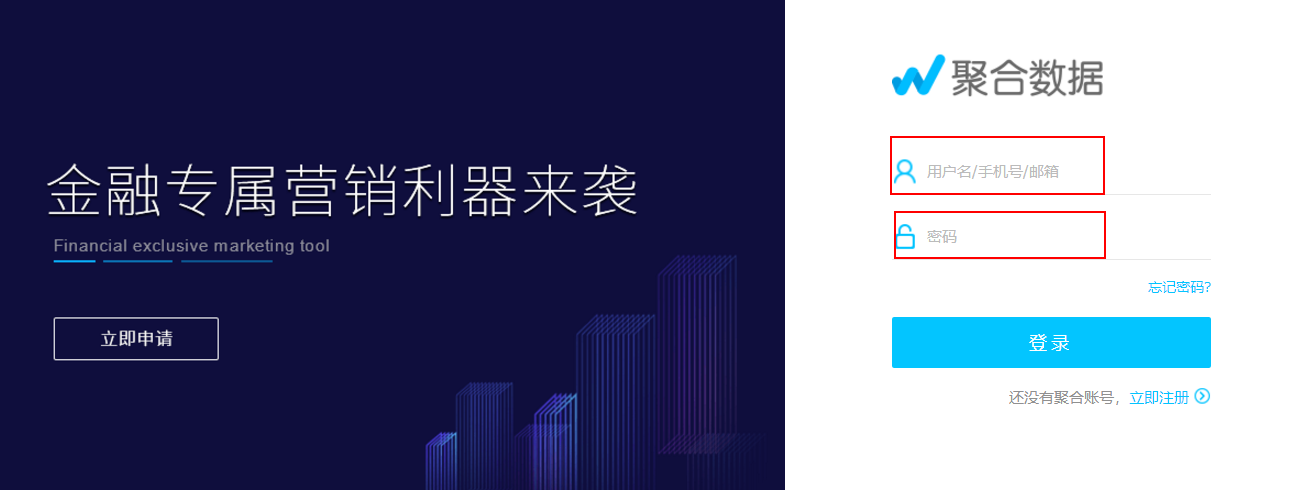 金融专属营销利器来袭
Financial exclusive marketing tool
立即申请
聚合数据
用户名/手机号/邮箱
密码
忘记密码?
登录
还没有聚合账号，立即注册